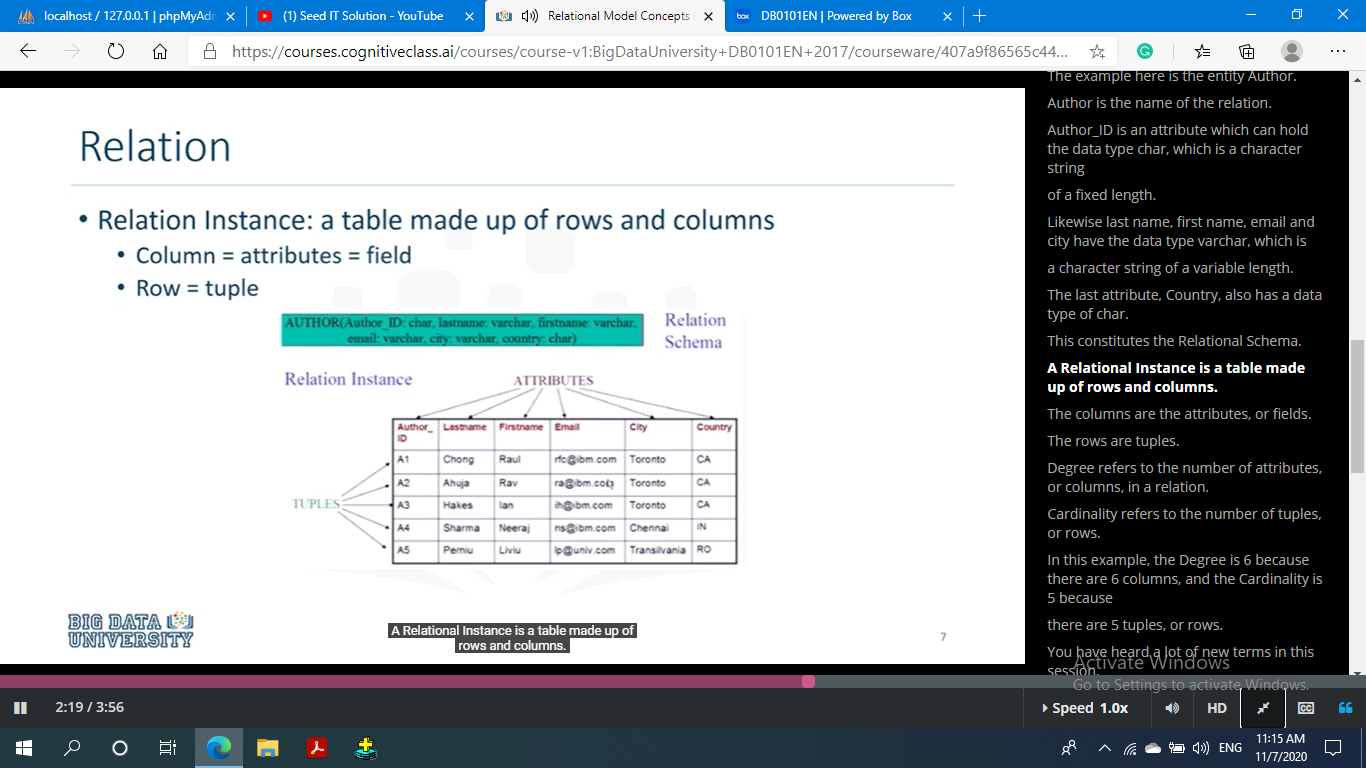 localhost / 127.0.0.1 | phpMyAdm
(1) Seed IT Solution - YouTube
Relational Model Concepts
DB0101EN | Powered by Box
https://courses.cognitiveclass.ai/courses/course-v1:BigDataUniversity+DB0101EN+2017/courseware/407a9f86565c44...
Relation
• Relation Instance: a table made up of rows and columns
• Column = attributes = field
• Row = tuple
AUTHOR(Author_ID: char, lastname: varchar, firstname: varchar,
email: varchar, city: varchar, country: char)
Relation
Schema
Relation Instance
ATTRIBUTES
Author_
ID Lastname Firstname Email City Country
A1 Chong Raul rfc@ibm.com Toronto CA
A2 Ahuja Rav ra@ibm.com Toronto CA
TUPLES
A3 Hakes Ian ih@ibm.com Toronto CA
A4 Sharma Neeraj ns@ibm.com Chennai IN
A5 Perniu Liviu lp@univ.com Transilvania RO
BIG DATA
UNIVERSITY
A Relational Instance is a table made up of
rows and columns.
7
The example here is the entity Author.
Author is the name of the relation.
Author_ID is an attribute which can hold
the data type char, which is a character
string
of a fixed length.
Likewise last name, first name, email and
city have the data type varchar, which is
a character string of a variable length.
The last attribute, Country, also has a data
type of char.
This constitutes the Relational Schema.
A Relational Instance is a table made
up of rows and columns.
The columns are the attributes, or fields.
The rows are tuples.
Degree refers to the number of attributes,
or columns, in a relation.
Cardinality refers to the number of tuples,
or rows.
In this example, the Degree is 6 because
there are 6 columns, and the Cardinality is
5 because
there are 5 tuples, or rows.
You have heard a lot of new terms in this
session.
Activate Windows
Go to Settings to activate Windows.
2:19 / 3:56
Speed 1.0x
HD
CC
ENG
11:15 AM
11/7/2020